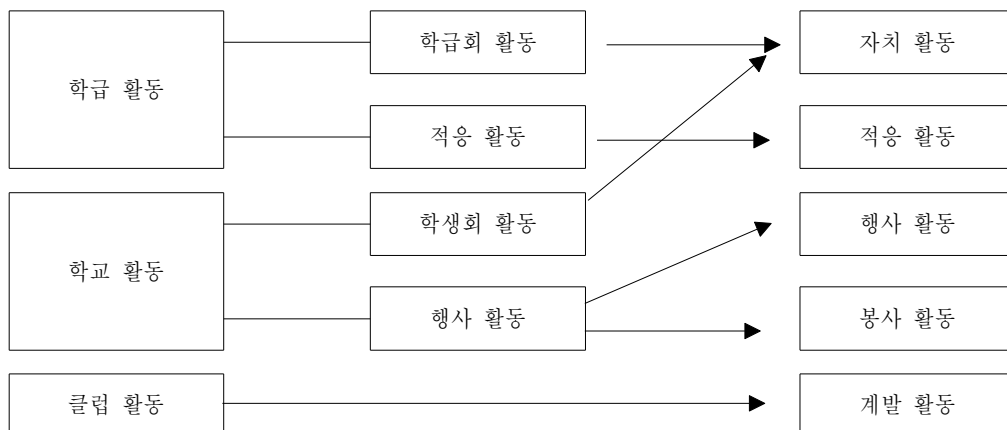 학급 활동
학급회 활동
자치 활동
적응 활동
적응 활동
학교 활동
학생회 활동
행사 활동
행사 활동
봉사 활동
클럽 활동
계발 활동